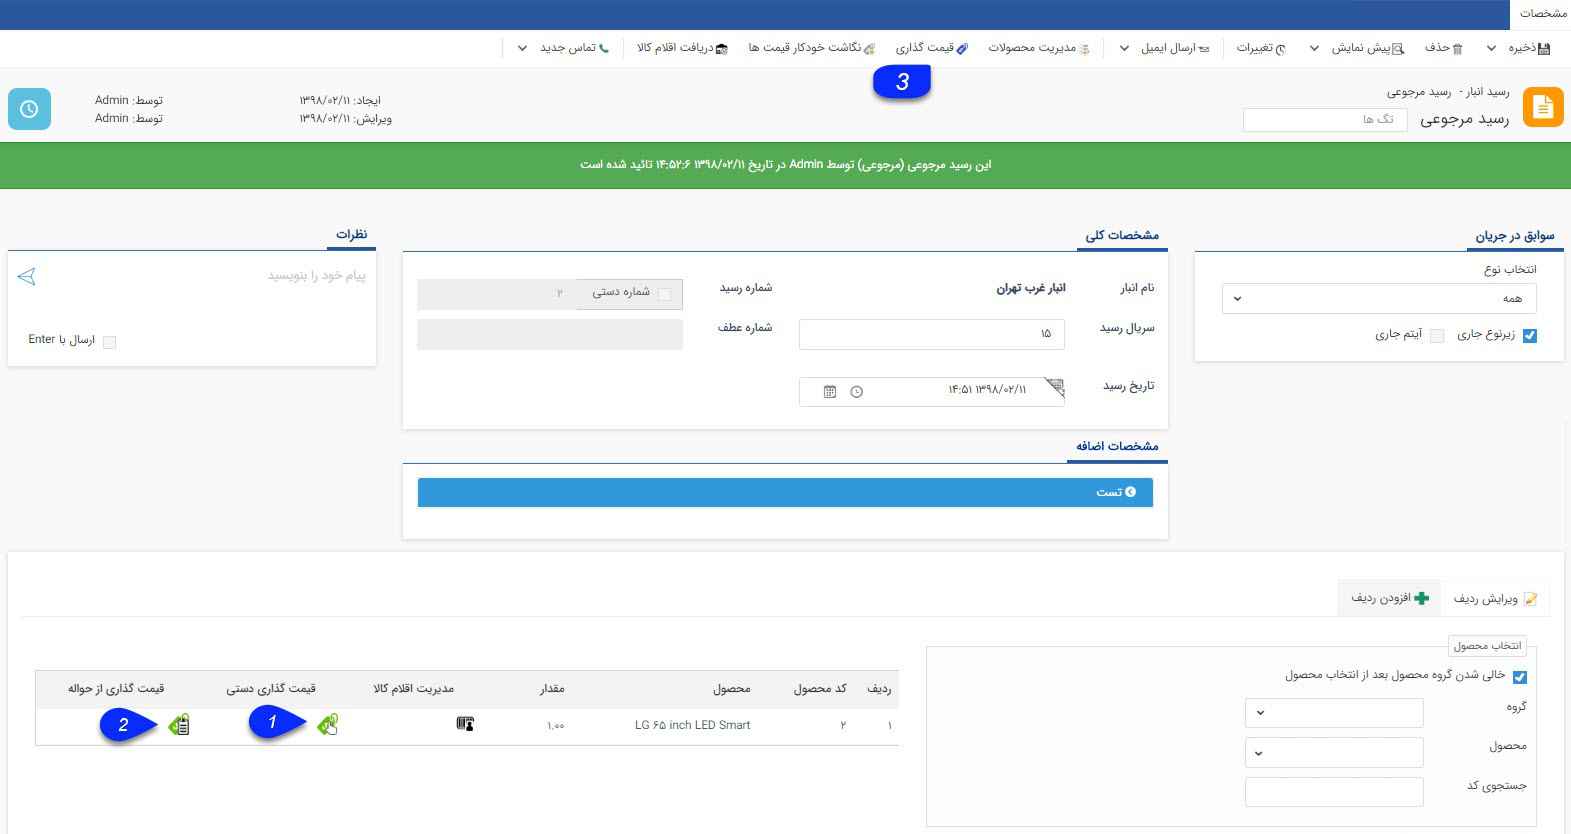 مشخصات
ذخیره
حذف
پیش نمایش
تغییرات
ارسال ایمیل
مدیریت محصولات
قیمت گذاری
نگاشت خودکار قیمت ها
دریافت اقلام کالا
تماس جدید
3
رسید انبار - رسید مرجوعی
رسید مرجوعی
تگ ها
ایجاد: ۱۳۹۸/۰۲/۱۱
توسط: Admin
ویرایش: ۱۳۹۸/۰۲/۱۱
توسط: Admin
این رسید مرجوعی (مرجوعی) توسط Admin در تاریخ ۱۳۹۸/۰۲/۱۱ ۱۴:۵۲:۶ تائید شده است
سوابق در جریان
انتخاب نوع
همه
زیرنوع جاری
آیتم جاری
مشخصات کلی
نام انبار
انبار غرب تهران
شماره رسید
شماره دستی
۲
سریال رسید
۱۵
شماره عطف
تاریخ رسید
۱۳۹۸/۰۲/۱۱ ۱۴:۵۱
نظرات
پیام خود را بنویسید
ارسال با Enter
مشخصات اضافه
تست
ویرایش ردیف
افزودن ردیف
انتخاب محصول
خالی شدن گروه محصول بعد از انتخاب محصول
گروه
محصول
جستجوی کد
ردیف
کد محصول
محصول
مقدار
مدیریت اقلام کالا
قیمت گذاری دستی
قیمت گذاری از حواله
۱
۲
LG ۶۵ inch LED Smart
۱.۰۰
1
2